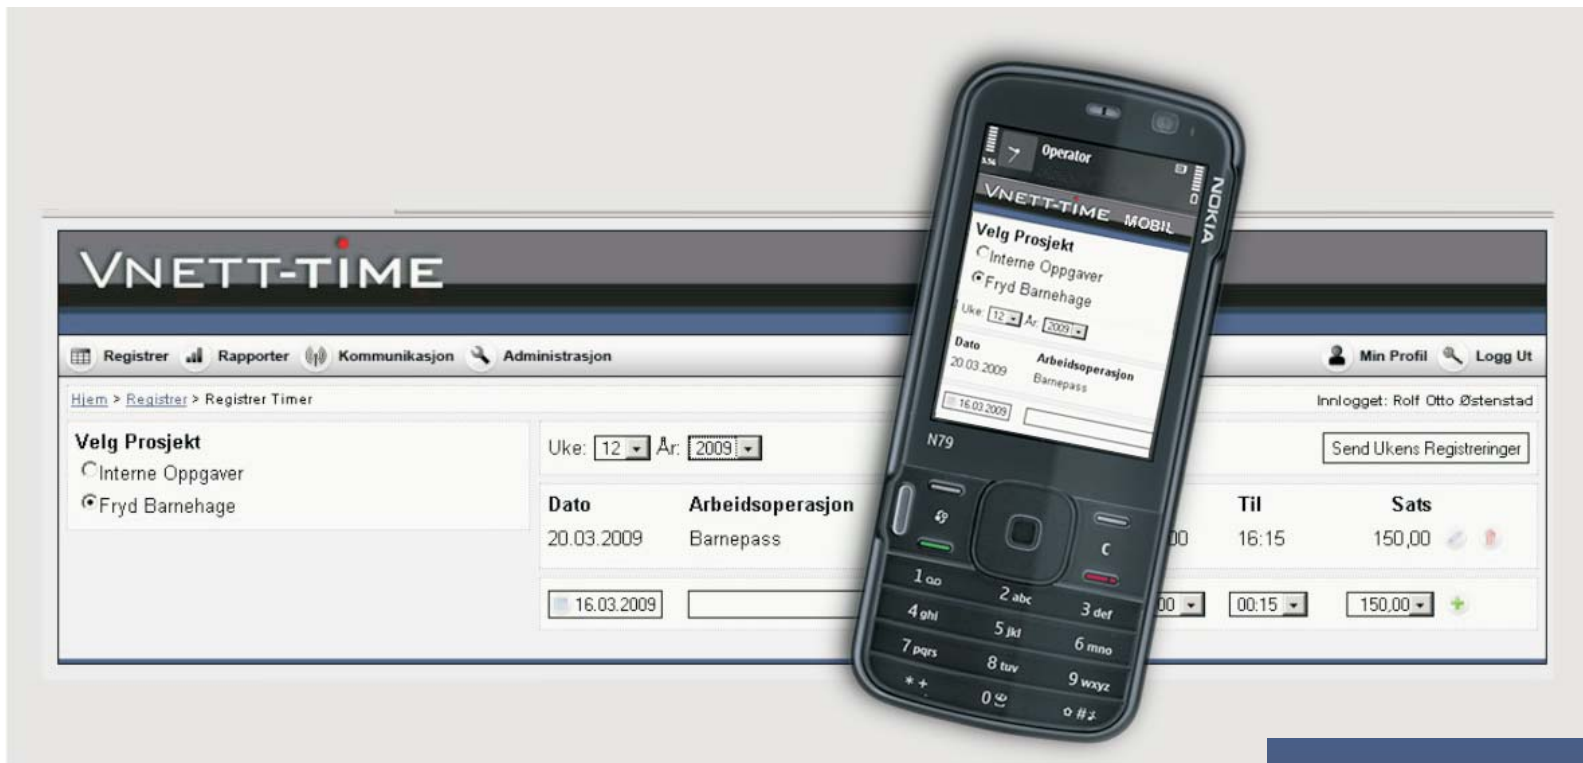 VNETT-TIME
Registrer Rapporter Kommunikasjon Administrasjon Min Profil Logg Ut
Hjem > Registrer > Registrer Timer Innlogget: Rolf Otto Østenstad
Velg Prosjekt
Interne Oppgaver
Fryd Barnehage
Uke: 12 År: 2009 Send Ukens Registreringer
Dato Arbeidsoperasjon Til Sats
20.03.2009 Barnepass 00 16:15 150,00
16.03.2009 00 00:15 150,00
Operator
VNETT-TIME MOBIL
Velg Prosjekt
Interne Oppgaver
Fryd Barnehage
Uke: 12 År: 2009
Dato Arbeidsoperasjon
20.03.2009 Barnepass
16.03.2009
NOKIA
N79
C
1 2 abc 3 def
4 ghi 5 jkl 6 mno
7 pqrs 8 tuv 9 wxyz
* + 0 #